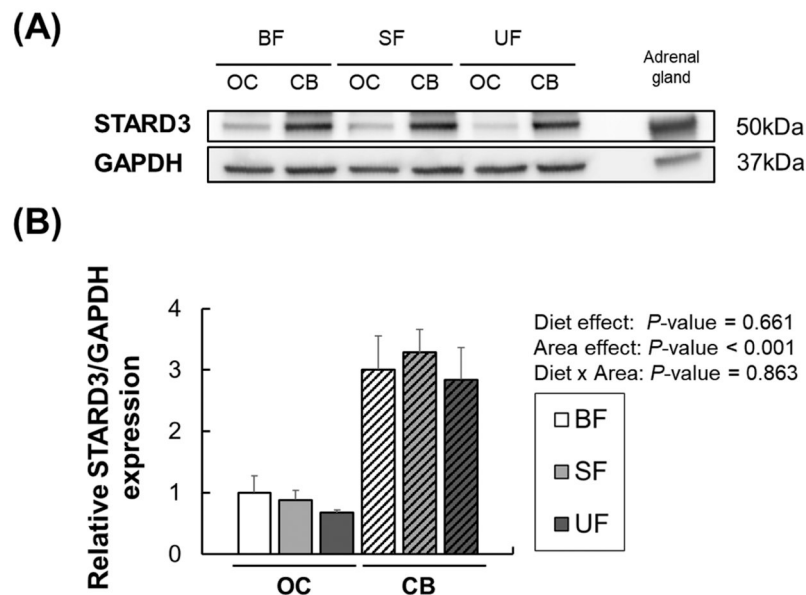 (A)
BF SF UF
Adrenal
gland
OC CB OC CB OC CB
STARD3 50kDa
GAPDH 37kDa
(B)
Relative STARD3/GAPDH
expression
4
3
2
1
0
OC CB
Diet effect: P-value = 0.661
Area effect: P-value < 0.001
Diet x Area: P-value = 0.863
BF
SF
UF